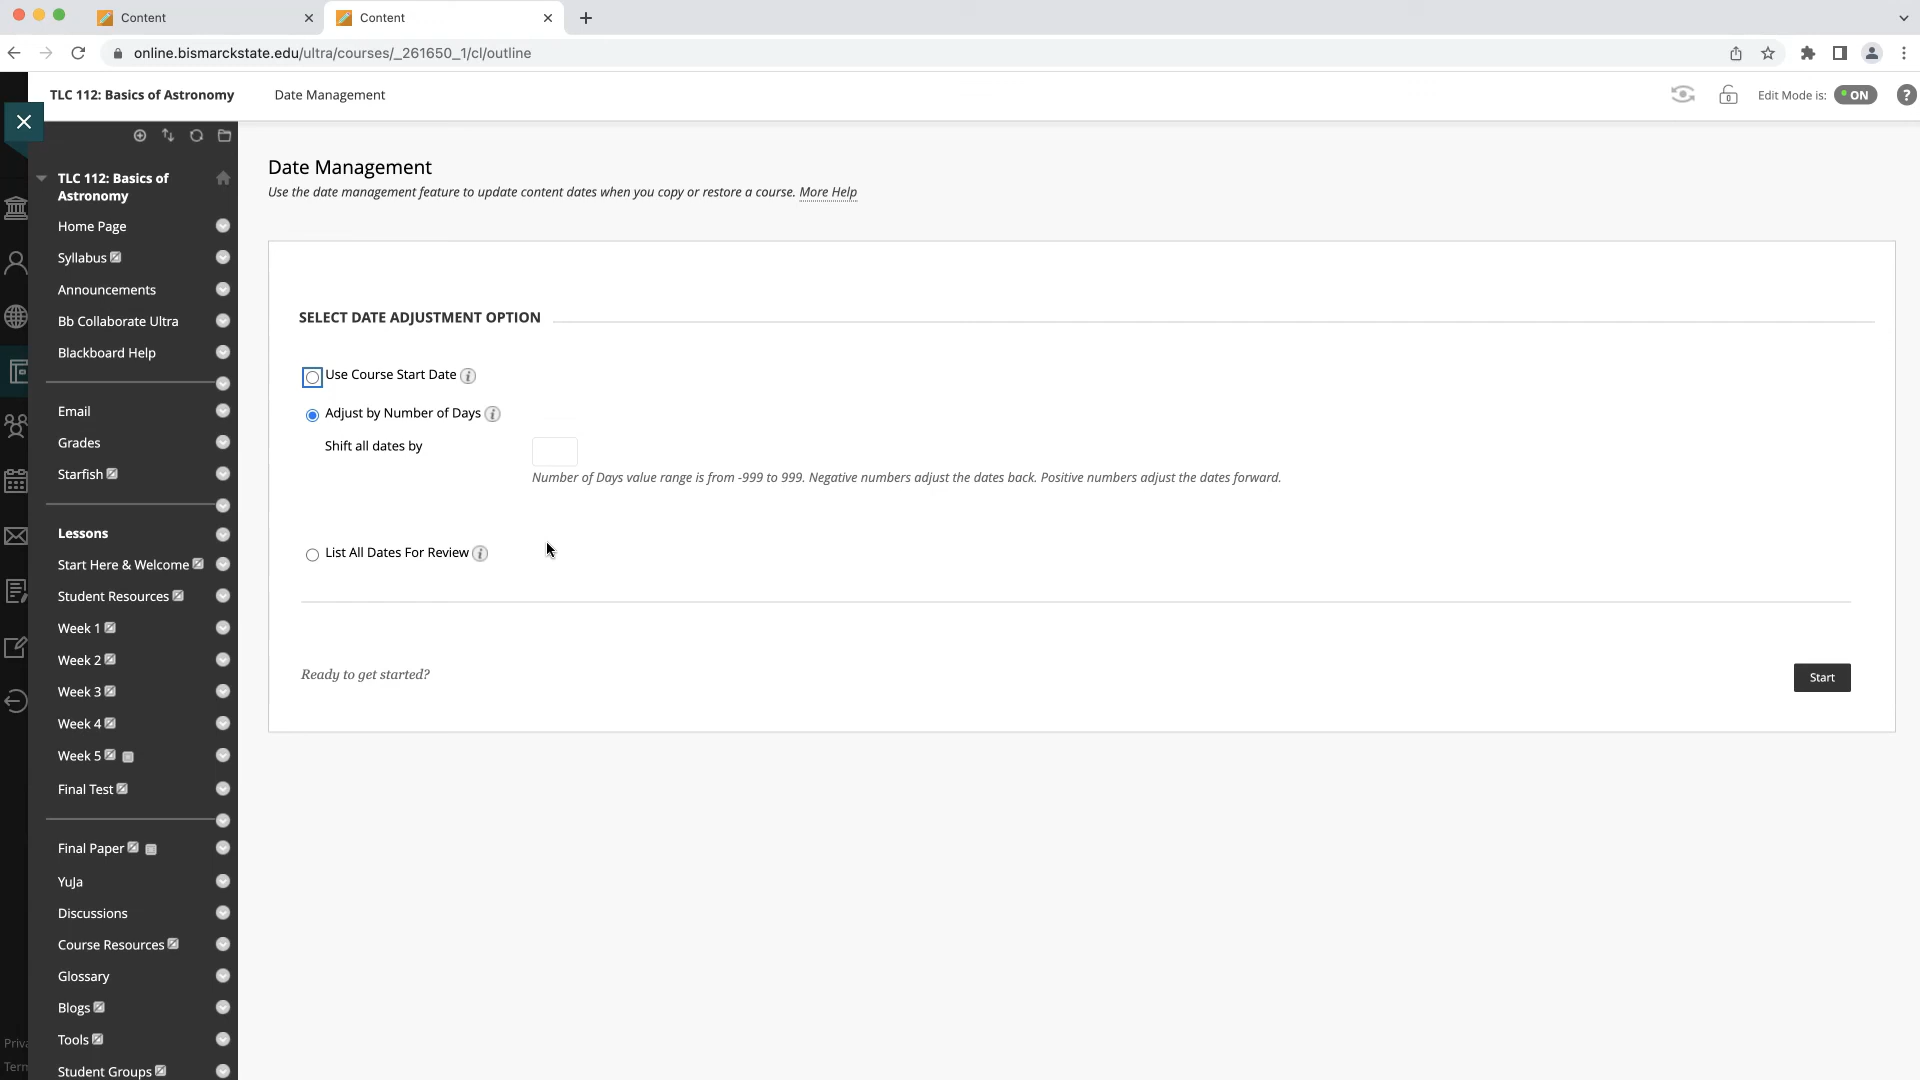 Content
Content
online.bismarckstate.edu/ultra/courses/_261650_1/cl/outline
TLC 112: Basics of Astronomy
Date Management
0
Edit Mode is:
ON
?
TLC 112: Basics of
Astronomy
Home Page
Syllabus
Announcements
Bb Collaborate Ultra
Blackboard Help
Email
Grades
Starfish
Lessons
Start Here & Welcome
Student Resources
Week 1
Week 2
Week 3
Week 4
Week 5
Final Test
Final Paper
YuJa
Discussions
Course Resources
Glossary
Blogs
Tools
Student Groups
Priva
Term
Date Management
Use the date management feature to update content dates when you copy or restore a course. More Help
SELECT DATE ADJUSTMENT OPTION
Use Course Start Date i
Adjust by Number of Days i
Shift all dates by
Number of Days value range is from -999 to 999. Negative numbers adjust the dates back. Positive numbers adjust the dates forward.
List All Dates For Review i
Ready to get started?
Start